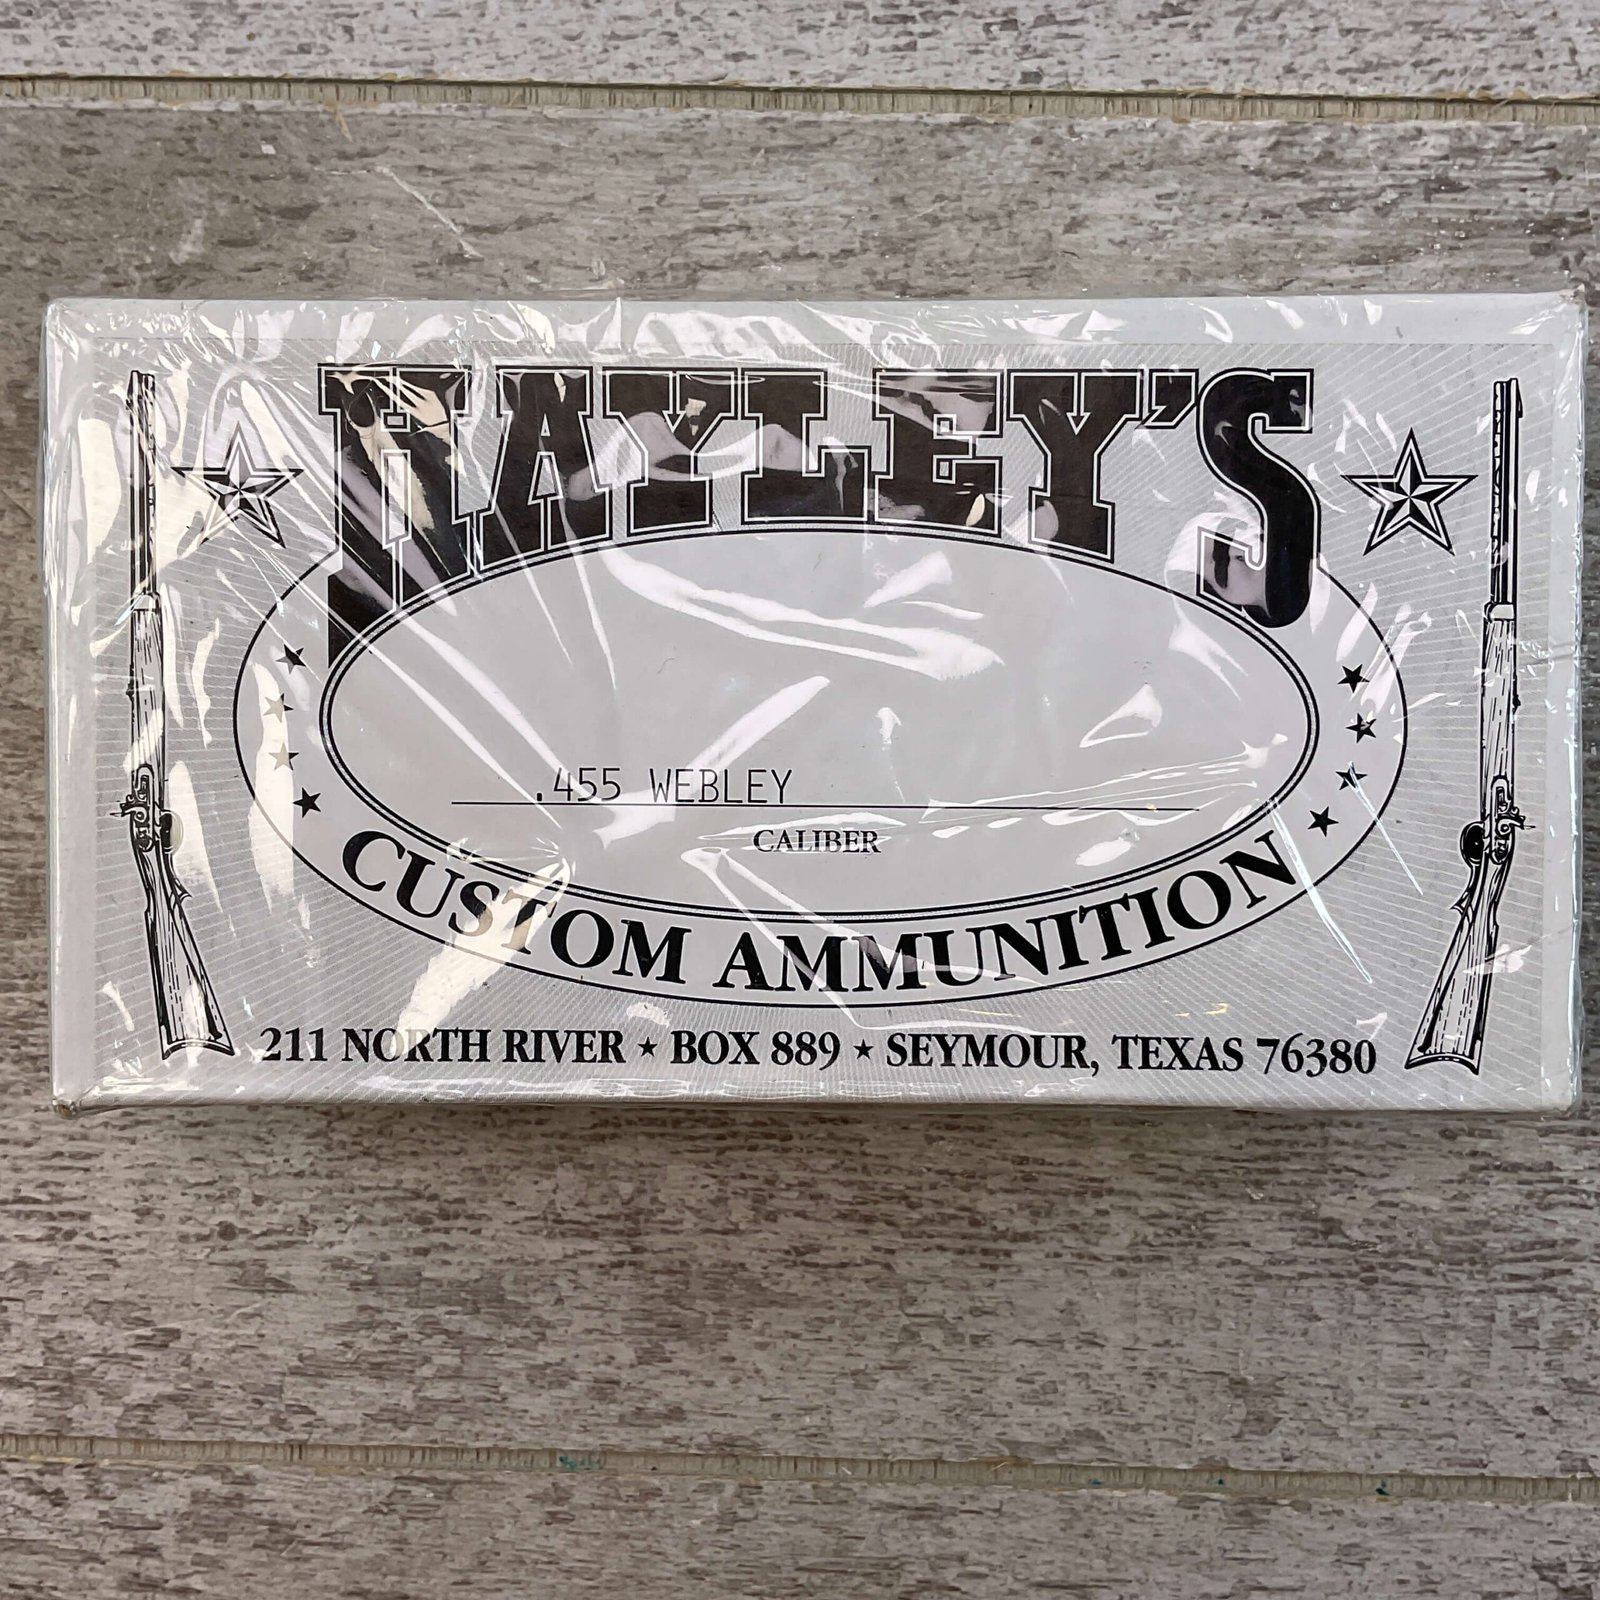 HAYLEY'S
.455 WEBLEY
CALIBER
CUSTOM AMMUNITION
211 NORTH RIVER ★ BOX 889 ★ SEYMOUR, TEXAS 76380